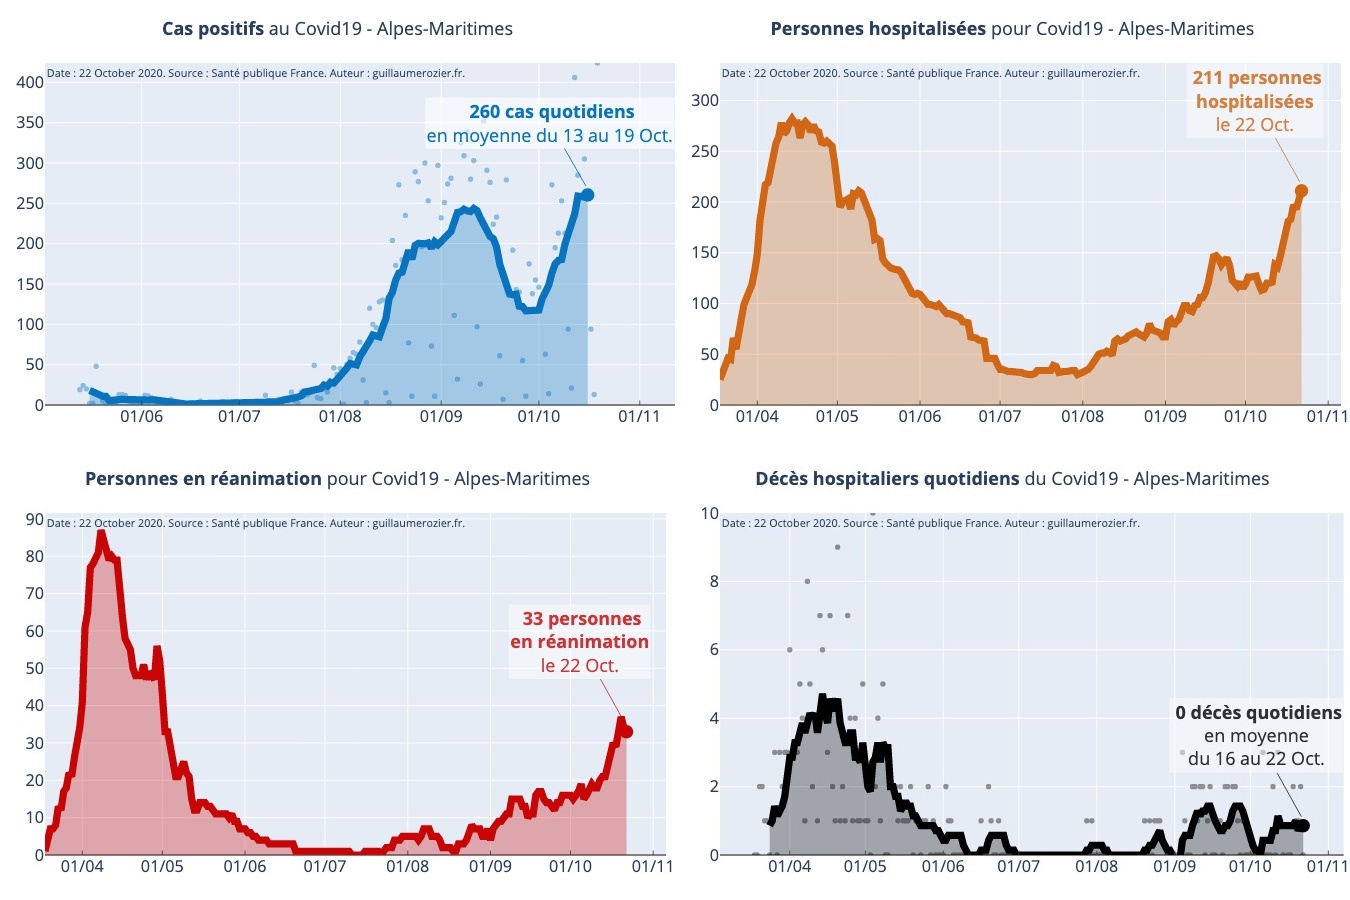 Cas positifs au Covid19 - Alpes-Maritimes
Date : 22 October 2020. Source : Santé publique France. Auteur : guillaumerozier.fr.
260 cas quotidiens
en moyenne du 13 au 19 Oct.
400
350
300
250
200
150
100
50
0
01/06 01/07 01/08 01/09 01/10 01/11
Personnes hospitalisées pour Covid19 - Alpes-Maritimes
Date : 22 October 2020. Source : Santé publique France. Auteur : guillaumerozier.fr.
211 personnes
hospitalisées
le 22 Oct.
300
250
200
150
100
50
0
01/04 01/05 01/06 01/07 01/08 01/09 01/10 01/11
Personnes en réanimation pour Covid19 - Alpes-Maritimes
Date : 22 October 2020. Source : Santé publique France. Auteur : guillaumerozier.fr.
33 personnes
en réanimation
le 22 Oct.
90
80
70
60
50
40
30
20
10
0
01/04 01/05 01/06 01/07 01/08 01/09 01/10 01/11
Décès hospitaliers quotidiens du Covid19 - Alpes-Maritimes
Date : 22 October 2020. Source : Santé publique France. Auteur : guillaumerozier.fr.
0 décès quotidiens
en moyenne
du 16 au 22 Oct.
10
8
6
4
2
0
01/04 01/05 01/06 01/07 01/08 01/09 01/10 01/11